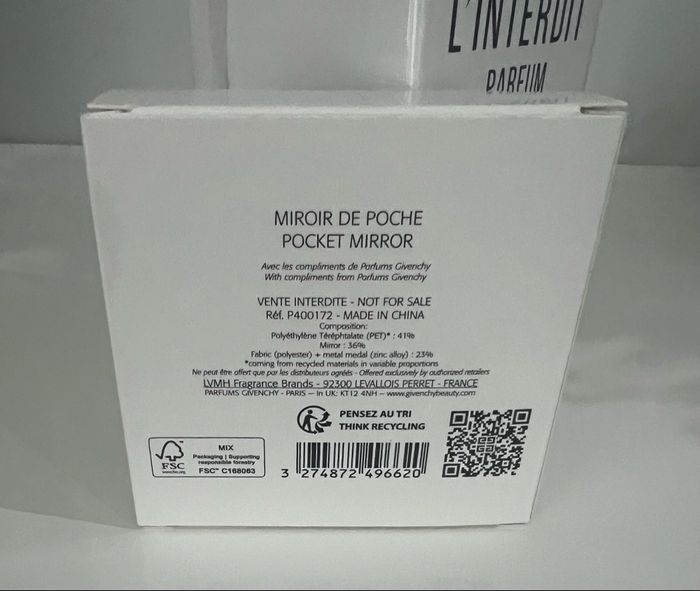 L'INTERDIT
PARFUM
MIROIR DE POCHE
POCKET MIRROR
Avec les compliments de Parfums Givenchy
With compliments from Parfums Givenchy
VENTE INTERDITE - NOT FOR SALE
Réf. P400172 - MADE IN CHINA
Composition:
Polyéthylène Téréphtalate (PET)* : 41%
Mirror : 36%
Fabric (polyester) + metal medal (zinc alloy) : 23%
*coming from recycled materials in variable proportions
Ne peut être offert que par les distributeurs agréés - Offered exclusively by authorized retailers
LVMH Fragrance Brands - 92300 LEVALLOIS PERRET - FRANCE
PARFUMS GIVENCHY - PARIS - In UK: KT12 4NH - www.givenchybeauty.com
PENSEZ AU TRI
THINK RECYCLING
FSC
www.fsc.org
MIX
Packaging | Supporting
responsible forestry
FSC™ C168063
3 274872 496620